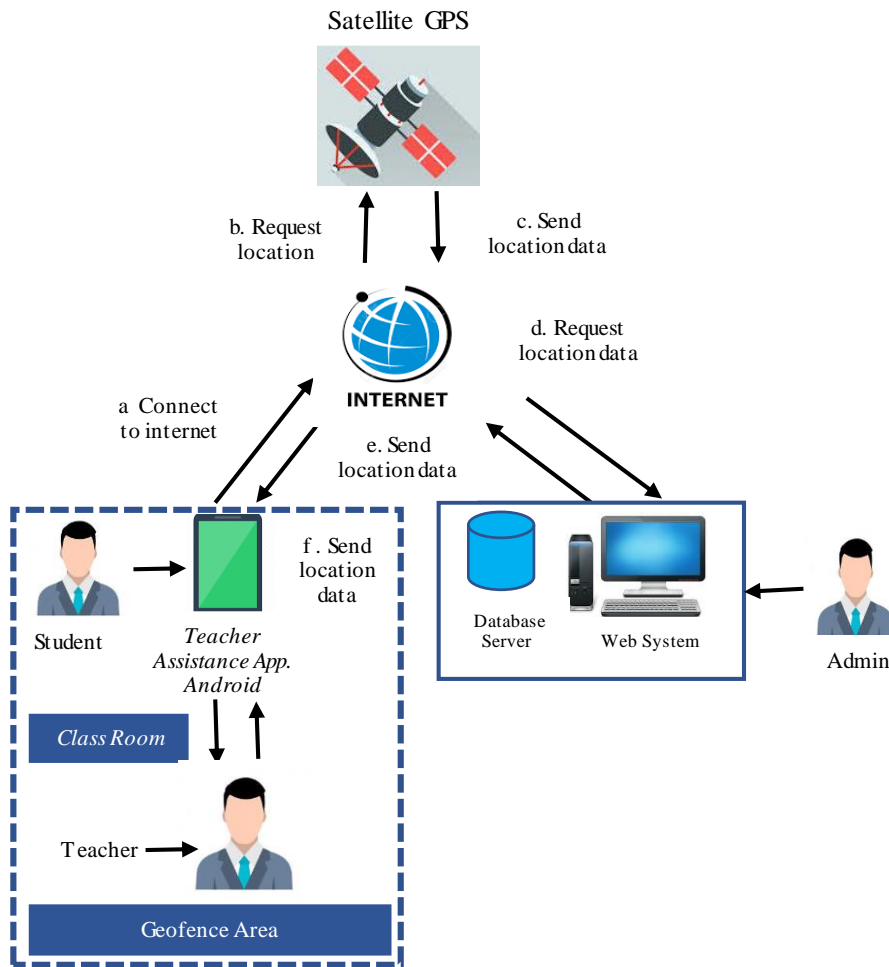 Satellite GPS
b. Request
location
c. Send
location data
d. Request
location data
INTERNET
a Connect
to internet
e. Send
location data
f . Send
location
data
Student
Teacher
Assistance App.
Android
Database
Server
Web System
Admin
Class Room
Teacher
Geofence Area